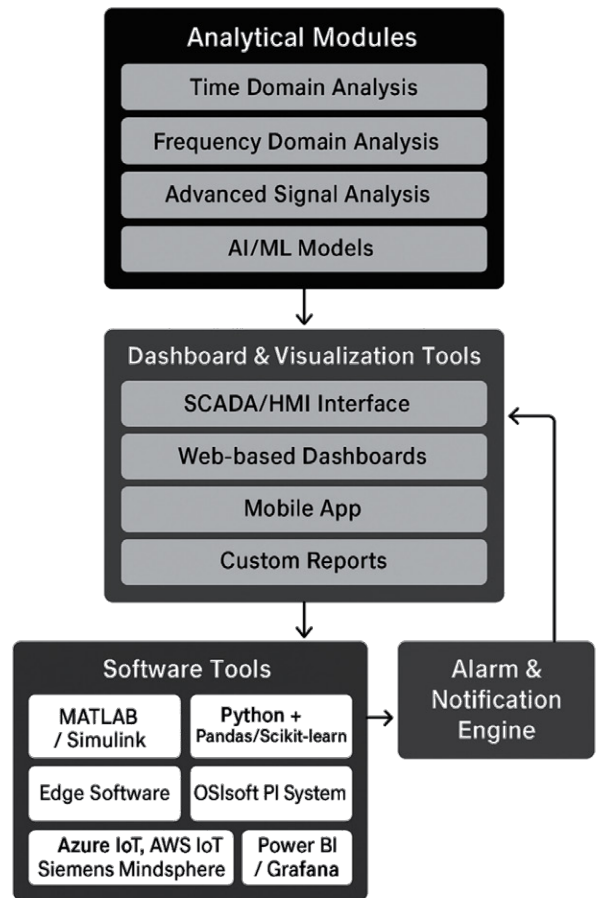 Analytical Modules
Time Domain Analysis
Frequency Domain Analysis
Advanced Signal Analysis
AI/ML Models
Dashboard & Visualization Tools
SCADA/HMI Interface
Web-based Dashboards
Mobile App
Custom Reports
Software Tools
MATLAB
/ Simulink
Python +
Pandas/Scikit-learn
Edge Software
OSIsoft PI System
Azure IoT, AWS IoT
Siemens Mindsphere
Power BI
/ Grafana
Alarm &
Notification
Engine